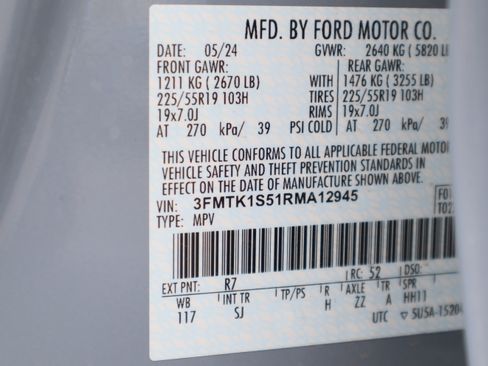 MFD. BY FORD MOTOR CO.
DATE: 05/24 GVWR: 2640 KG (5820 LB
FRONT GAWR: REAR GAWR:
1211 KG (2670 LB) WITH 1476 KG (3255 LB)
225/55R19 103H TIRES 225/55R19 103H
19x7.0J RIMS 19x7.0J
AT 270 kPa/ 39 PSI COLD AT 270 kPa/ 39
THIS VEHICLE CONFORMS TO ALL APPLICABLE FEDERAL MOTOR
VEHICLE SAFETY AND THEFT PREVENTION STANDARDS IN
EFFECT ON THE DATE OF MANUFACTURE SHOWN ABOVE.
VIN: 3FMTK1S51RMA12945
TYPE: MPV
EXT PNT: R7 RC: 52 DSO:
WB INT TR TP/PS R AXLE TR SPR
117 SJ H ZZ A HH11
UTC